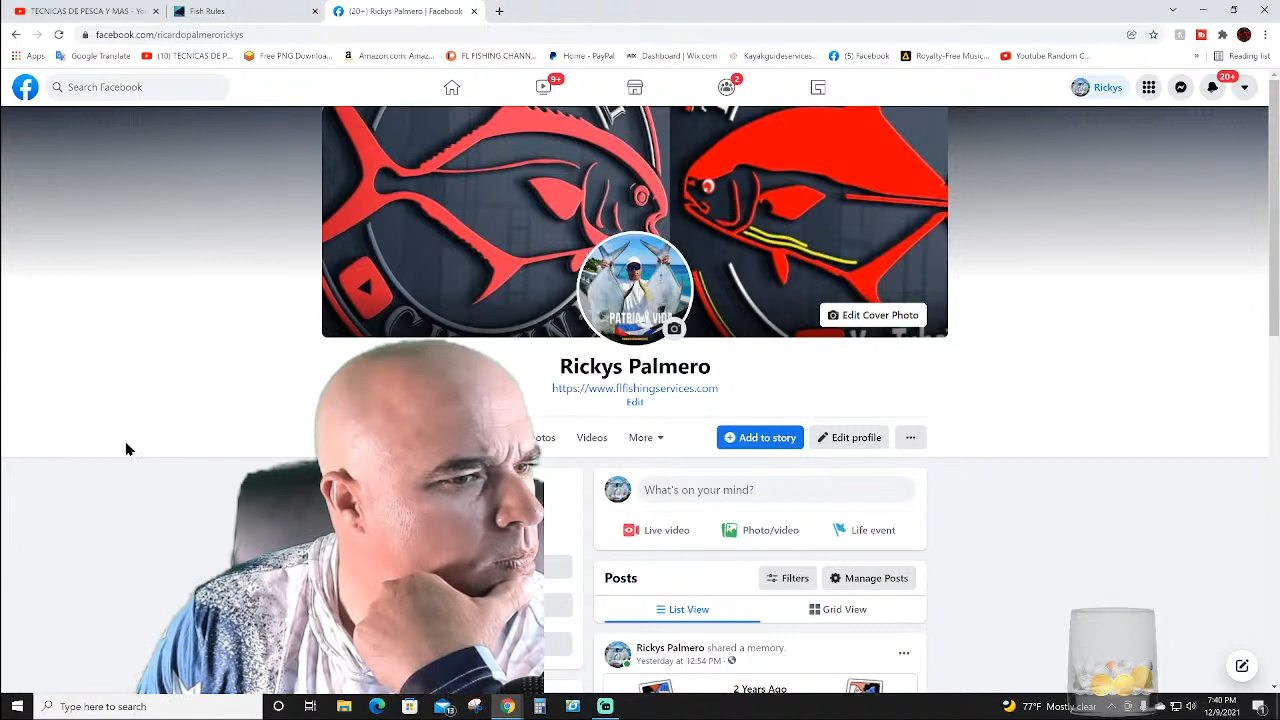 TECNICAS DE PESCA Y MAS - Yo
Fish Rules
(20+) Rickys Palmero | Facebook
facebook.com/ricardopalmerorickys
Apps
Google Translate
(10) TECNICAS DE P...
Free PNG Download...
Amazon.com: Amaz...
FL FISHING CHANN...
Home - PayPal
WiX Dashboard | Wix.com
Kayakguideservices...
(5) Facebook
Royalty-Free Music...
Youtube Random C...
»
Reading list
Search Facebook
9+
2
Rickys
20+
PATRIA Y VIDA
Edit Cover Photo
Rickys Palmero
https://www.flfishingservices.com
Edit
otos
Videos
More
Add to story
Edit profile
What's on your mind?
Live video
Photo/video
Life event
Posts
Filters
Manage Posts
List View
Grid View
Rickys Palmero shared a memory.
Yesterday at 12:54 PM
2 Years Ago
Type here to search
13
77°F Mostly clear
7:40 PM
12/9/2021